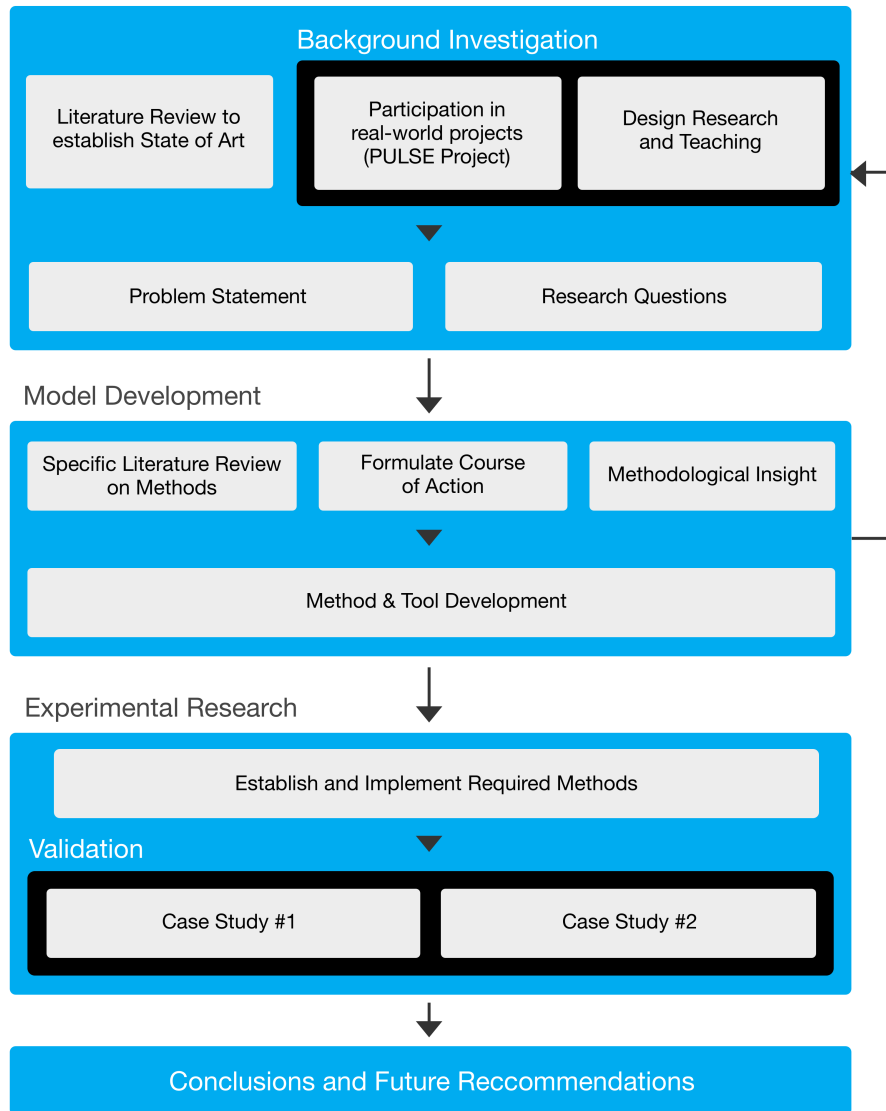 Background Investigation
Literature Review to
establish State of Art
Participation in
real-world projects
(PULSE Project)
Design Research
and Teaching
Problem Statement
Research Questions
Model Development
Specific Literature Review
on Methods
Formulate Course
of Action
Methodological Insight
Method & Tool Development
Experimental Research
Establish and Implement Required Methods
Validation
Case Study #1
Case Study #2
Conclusions and Future Reccommendations